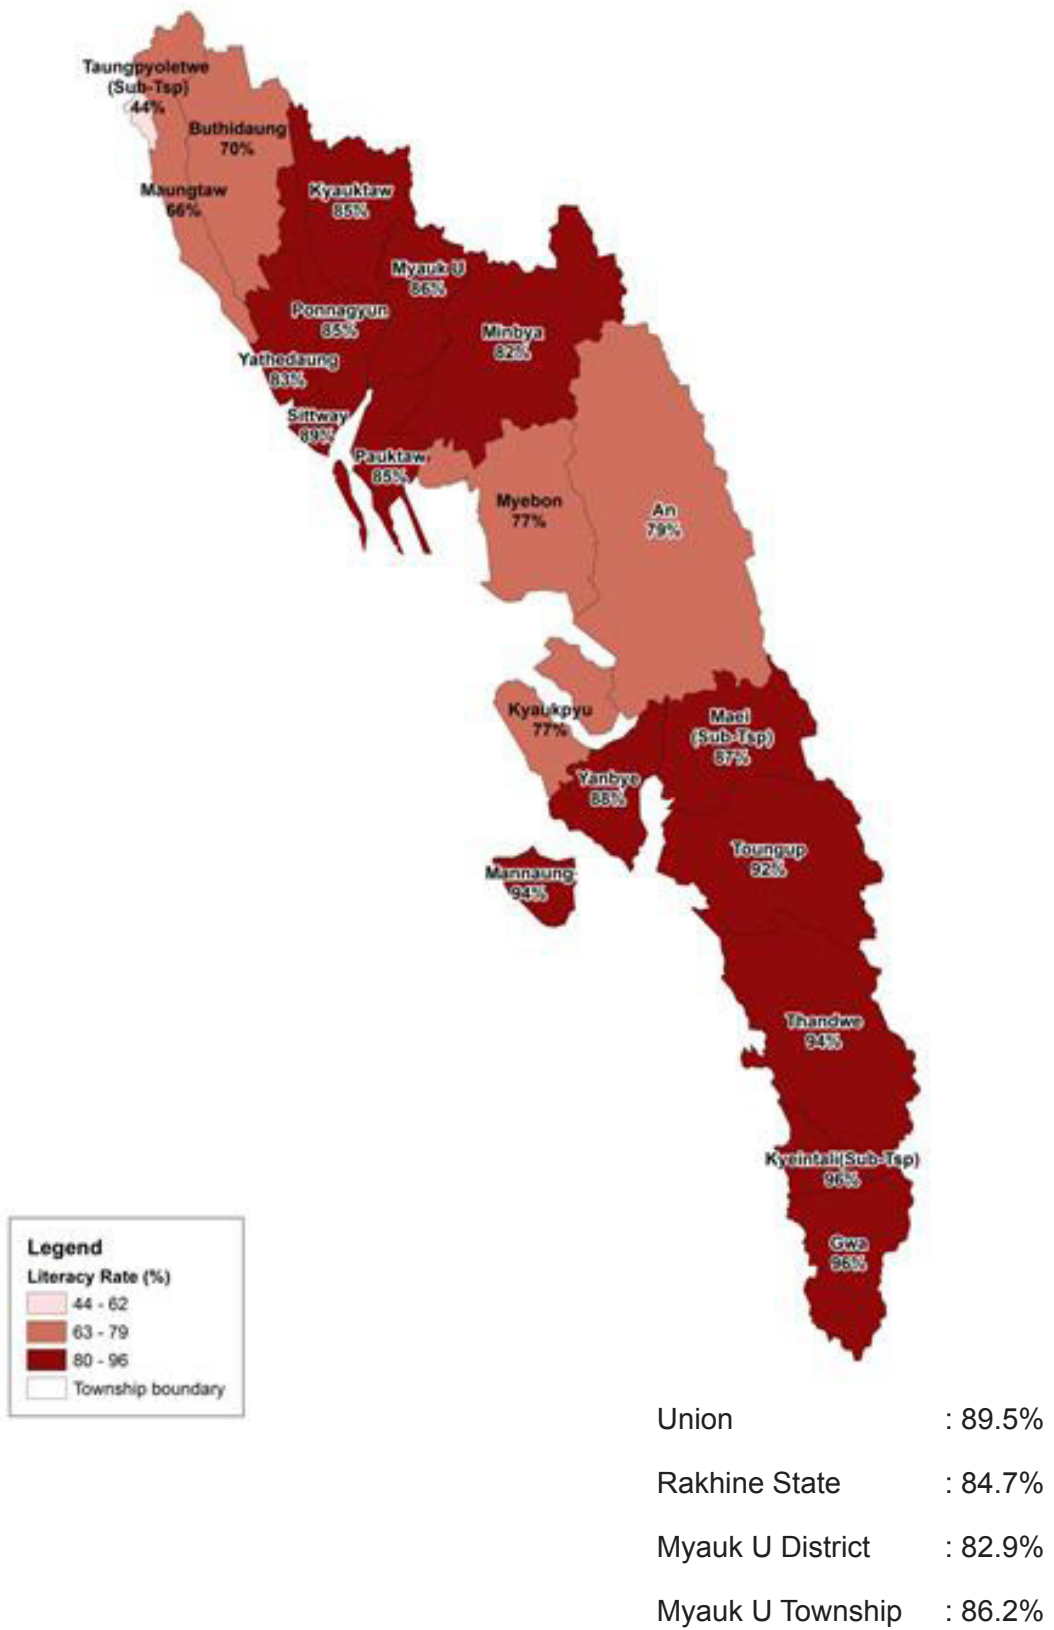 Taungpyoletwe
(Sub-Tsp)
44%
Buthidaung
70%
Maungtaw
66%
Kyauktaw
85%
Myauk U
86%
Ponnagyun
85%
Minbya
82%
Yathedaung
83%
Sittway
89%
Pauktaw
85%
Myebon
77%
An
79%
Kyaukpyu
77%
Maei
(Sub-Tsp)
87%
Yanbye
88%
Toungup
92%
Mannaung
94%
Thandwe
94%
Kyeintali(Sub-Tsp)
96%
Gwa
96%
Legend
Literacy Rate (%)
44 - 62
63 - 79
80 - 96
Township boundary
Union : 89.5%
Rakhine State : 84.7%
Myauk U District : 82.9%
Myauk U Township : 86.2%